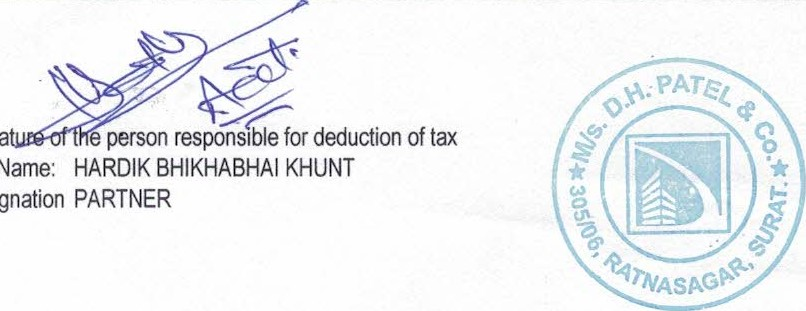 ature of the person responsible for deduction of tax
Name: HARDIK BHIKHABHAI KHUNT
gnation PARTNER
★ M/s. D.H. PATEL & Co. ★
305/06, RATNASAGAR, SURAT.